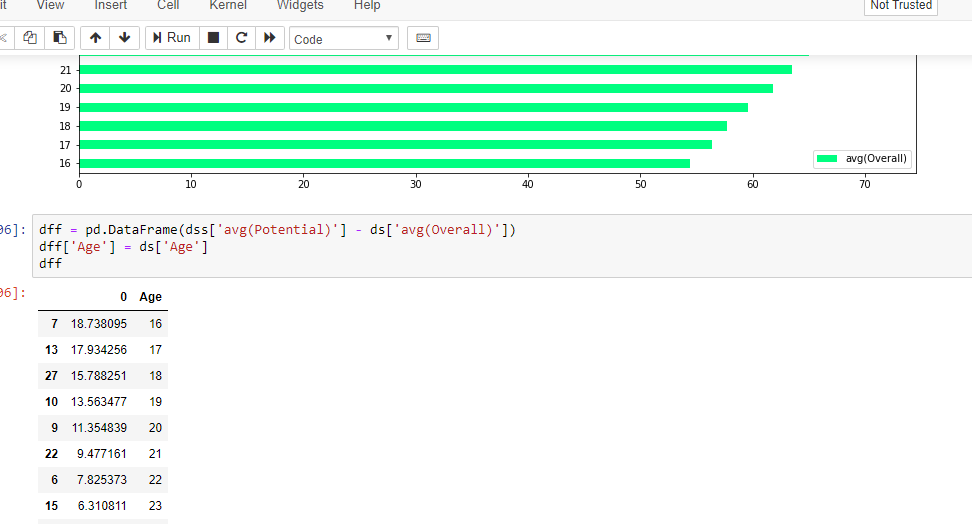 it View Insert Cell Kernel Widgets Help Not Trusted
Run Code
21
20
19
18
17
16
avg(Overall)
0 10 20 30 40 50 60 70
06]: dff = pd.DataFrame(dss['avg(Potential)'] - ds['avg(Overall)'])
dff['Age'] = ds['Age']
dff
06]:
0 Age
7 18.738095 16
13 17.934256 17
27 15.788251 18
10 13.563477 19
9 11.354839 20
22 9.477161 21
6 7.825373 22
15 6.310811 23